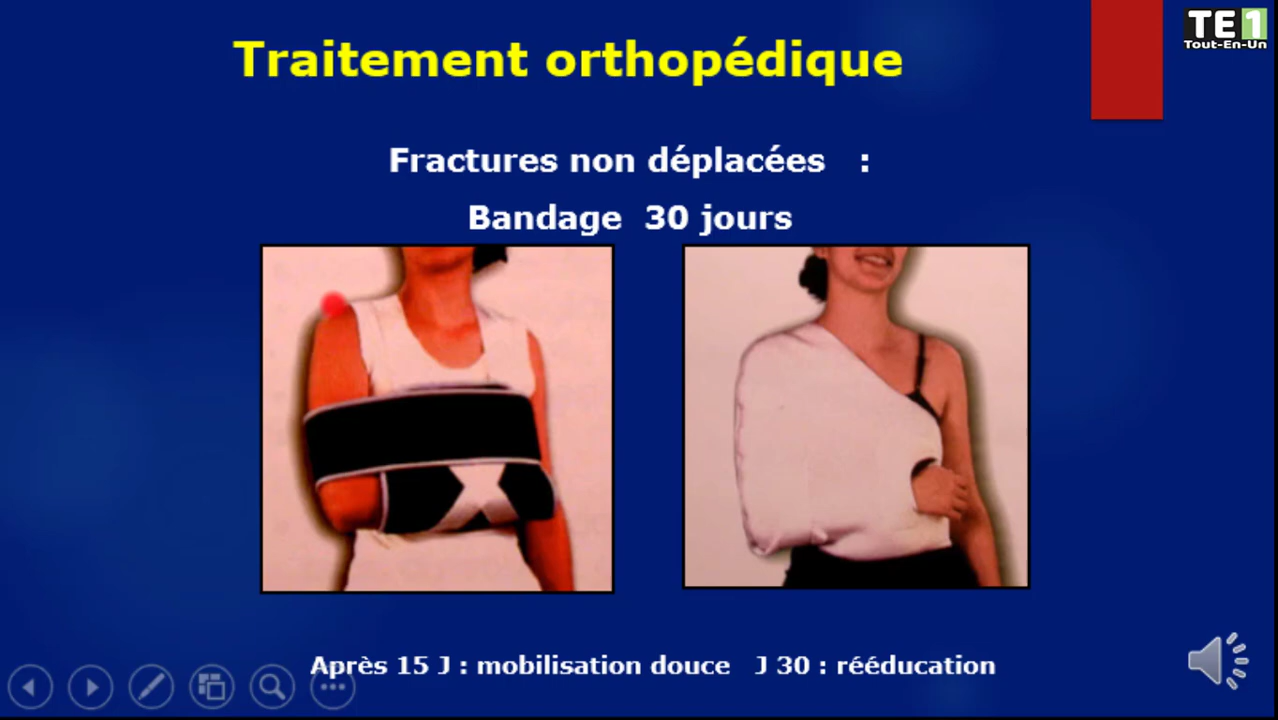 TE1
Tout-En-Un
Traitement orthopédique
Fractures non déplacées :
Bandage 30 jours
Après 15 J : mobilisation douce J 30 : rééducation